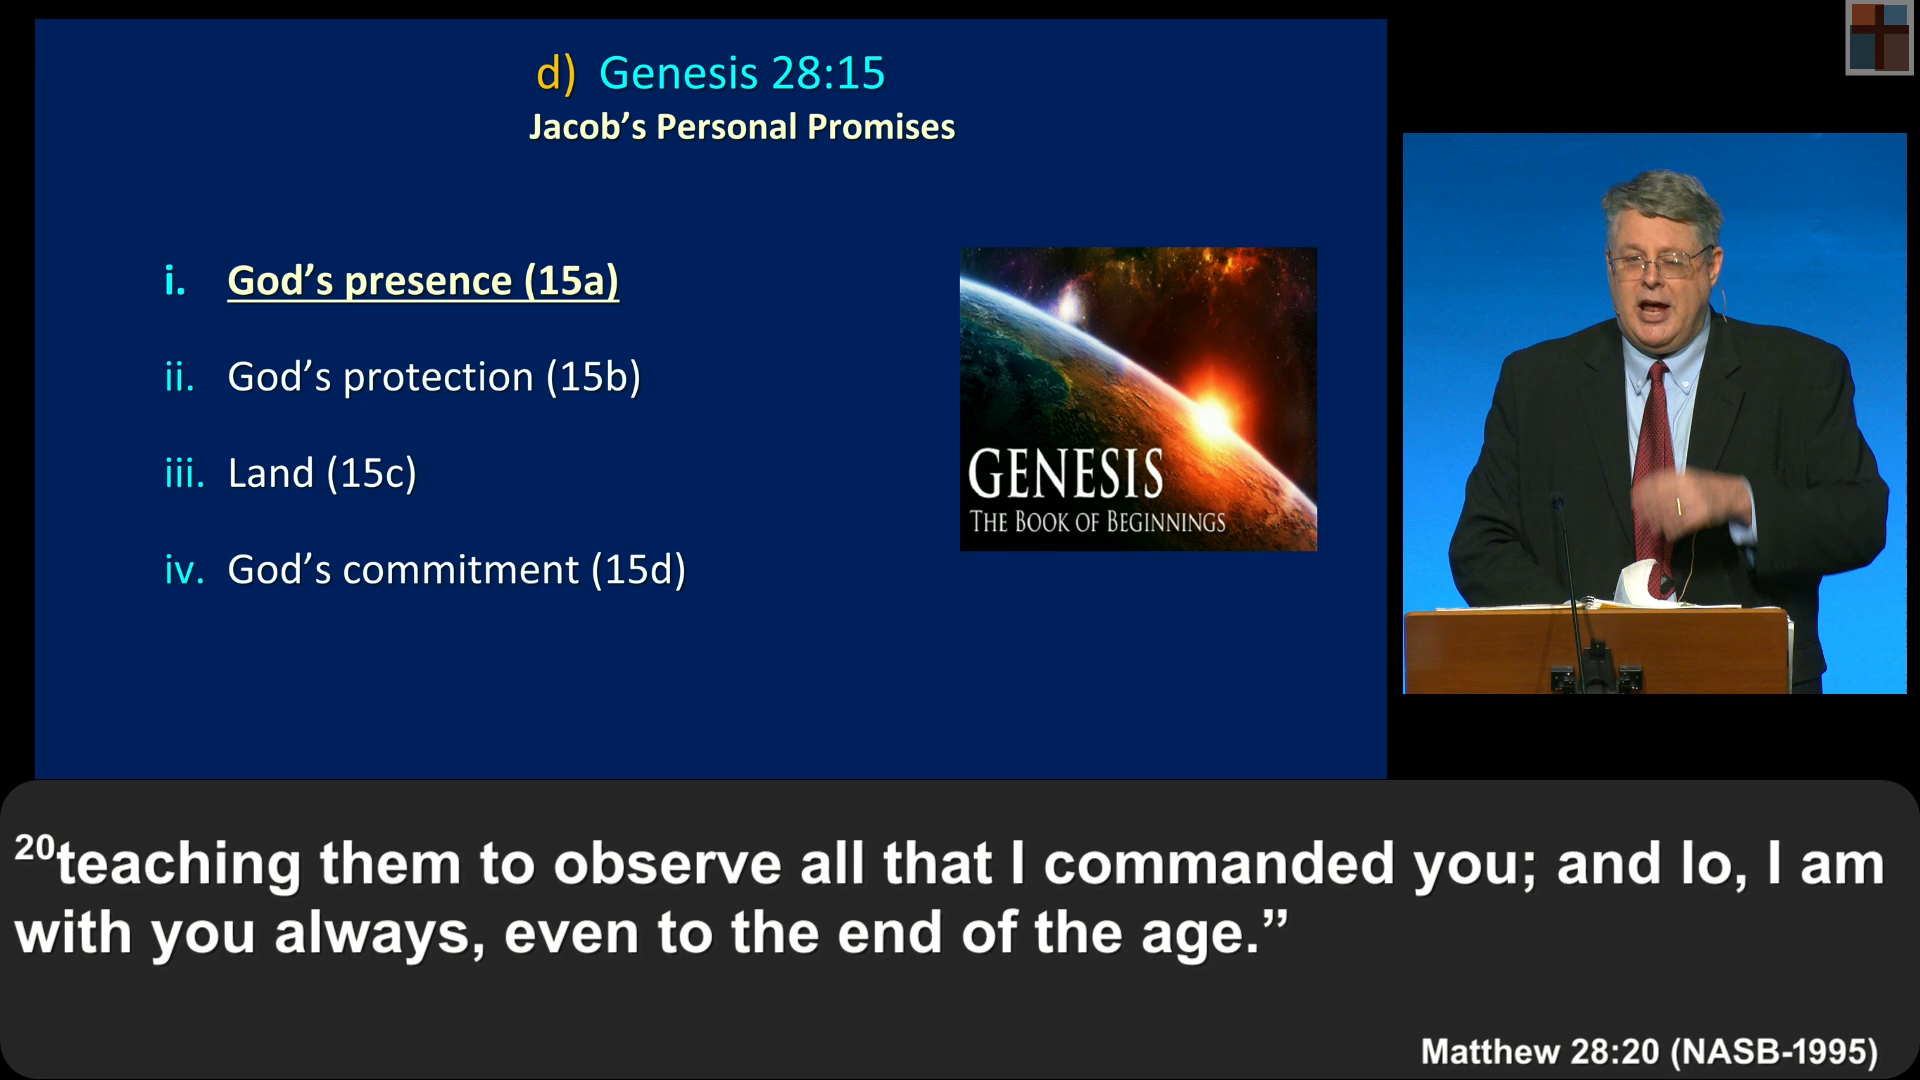 d) Genesis 28:15
Jacob’s Personal Promises
i. God’s presence (15a)
ii. God’s protection (15b)
iii. Land (15c)
iv. God’s commitment (15d)
GENESIS
THE BOOK OF BEGINNINGS
20teaching them to observe all that I commanded you; and lo, I am
with you always, even to the end of the age.”
Matthew 28:20 (NASB-1995)